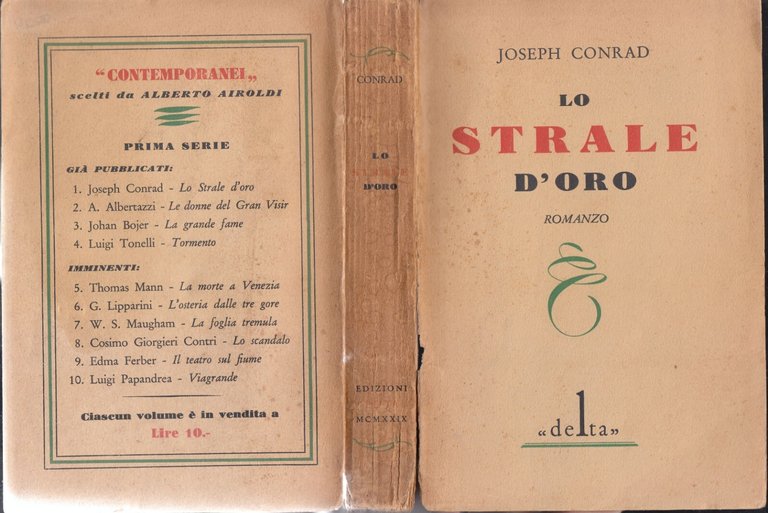 "CONTEMPORANEI„
scelti da ALBERTO AIROLDI
PRIMA SERIE
GIÀ PUBBLICATI:
1. Joseph Conrad - Lo Strale d'oro
2. A. Albertazzi - Le donne del Gran Visir
3. Johan Bojer - La grande fame
4. Luigi Tonelli - Tormento
IMMINENTI:
5. Thomas Mann - La morte a Venezia
6. G. Lipparini - L'osteria dalle tre gore
7. W. S. Maugham - La foglia tremula
8. Cosimo Giorgieri Contri - Lo scandalo
9. Edma Ferber - Il teatro sul fiume
10. Luigi Papandrea - Viagrande
Ciascun volume è in vendita a
Lire 10.-
CONRAD
LO
STRALE
D'ORO
EDIZIONI
MCMXXIX
JOSEPH CONRAD
LO
STRALE
D'ORO
ROMANZO
«delta»